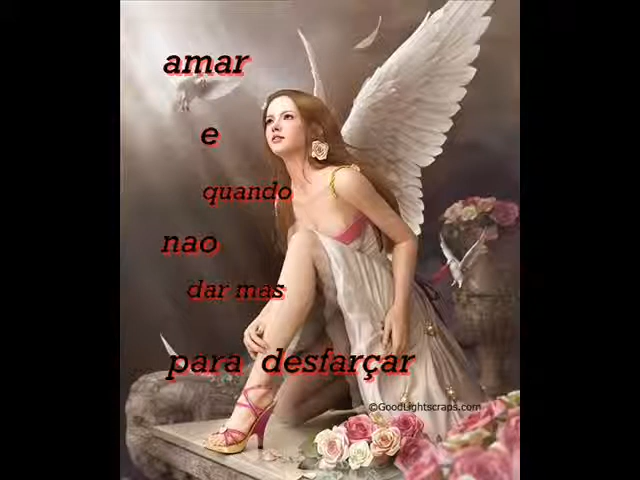 amar
e
quando
nao
dar mas
para desfarçar
©GoodLightscraps.com